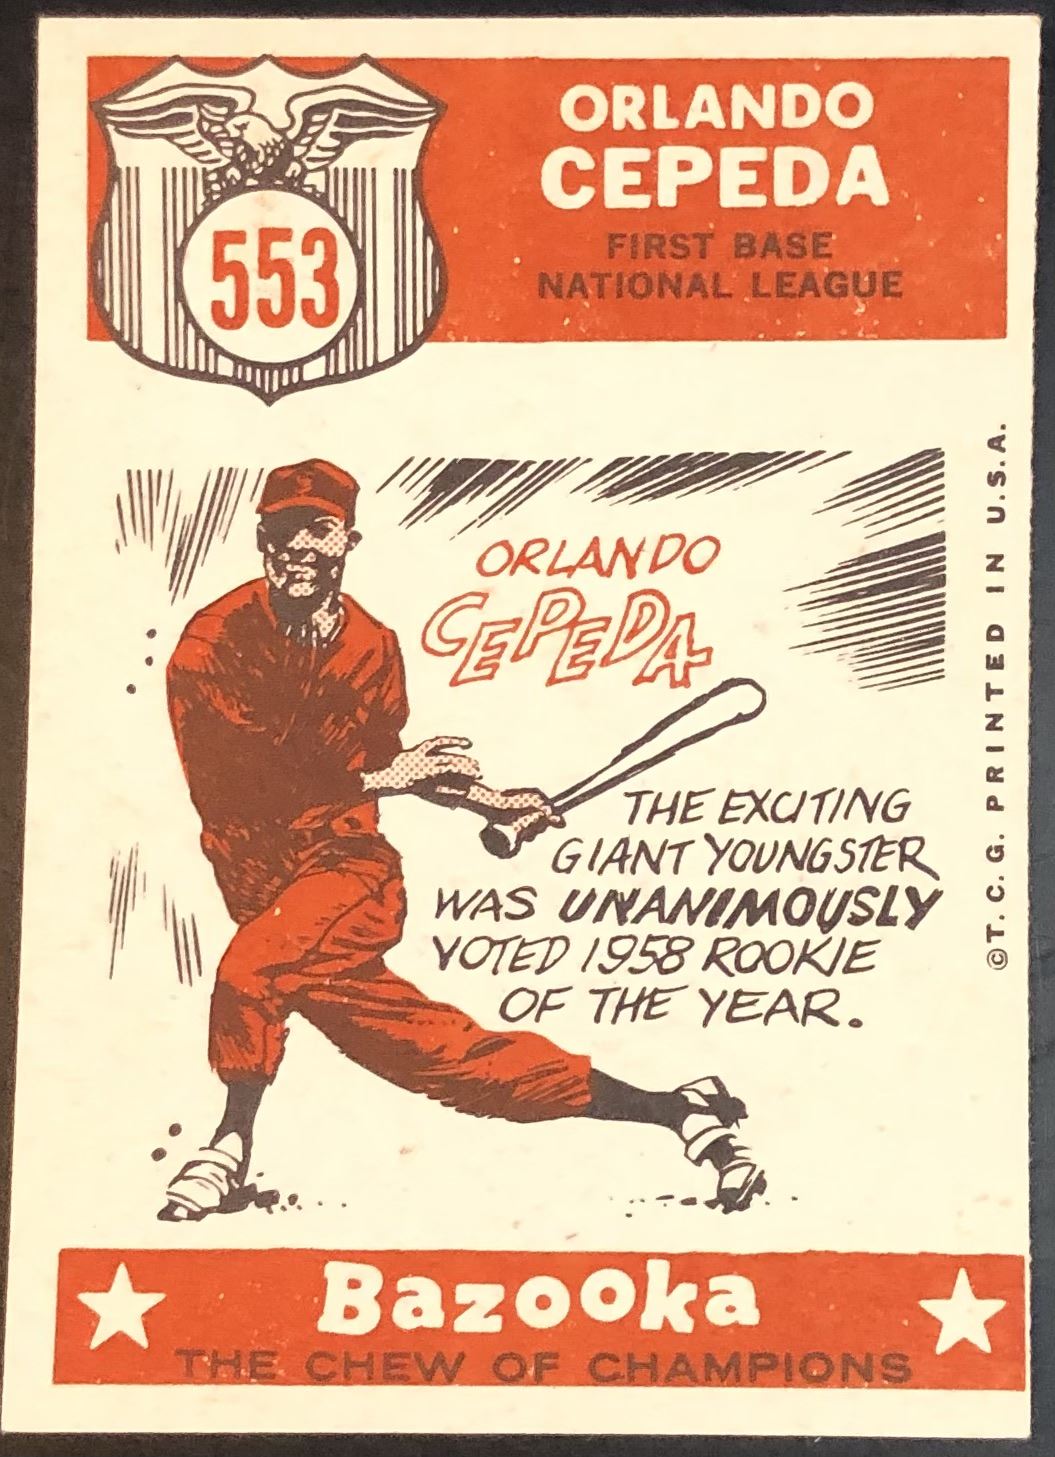 ORLANDO
CEPEDA
FIRST BASE
NATIONAL LEAGUE
553
ORLANDO
CEPEDA
THE EXCITING
GIANT YOUNGSTER
WAS UNANIMOUSLY
VOTED 1958 ROOKIE
OF THE YEAR.
©T.C.G. PRINTED IN U.S.A.
Bazooka
THE CHEW OF CHAMPIONS